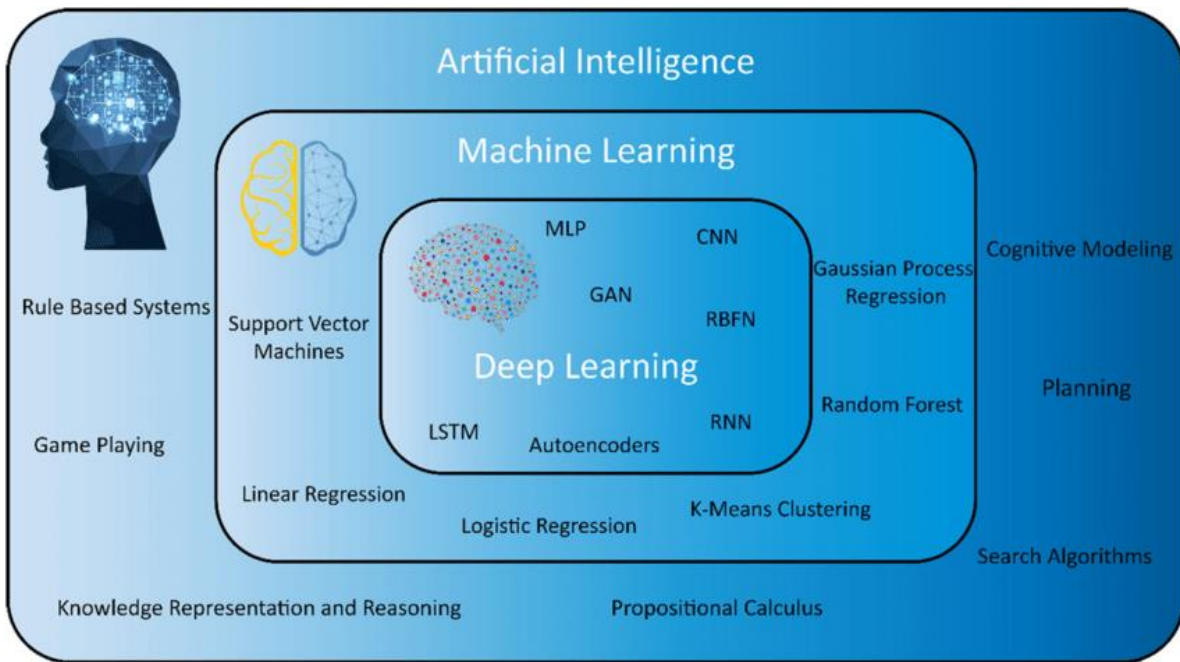 Artificial Intelligence
Machine Learning
MLP
CNN
Cognitive Modeling
Gaussian Process
Regression
GAN
Rule Based Systems
RBFN
Support Vector
Machines
Deep Learning
Planning
Random Forest
RNN
LSTM
Autoencoders
Game Playing
Linear Regression
K-Means Clustering
Logistic Regression
Search Algorithms
Knowledge Representation and Reasoning
Propositional Calculus